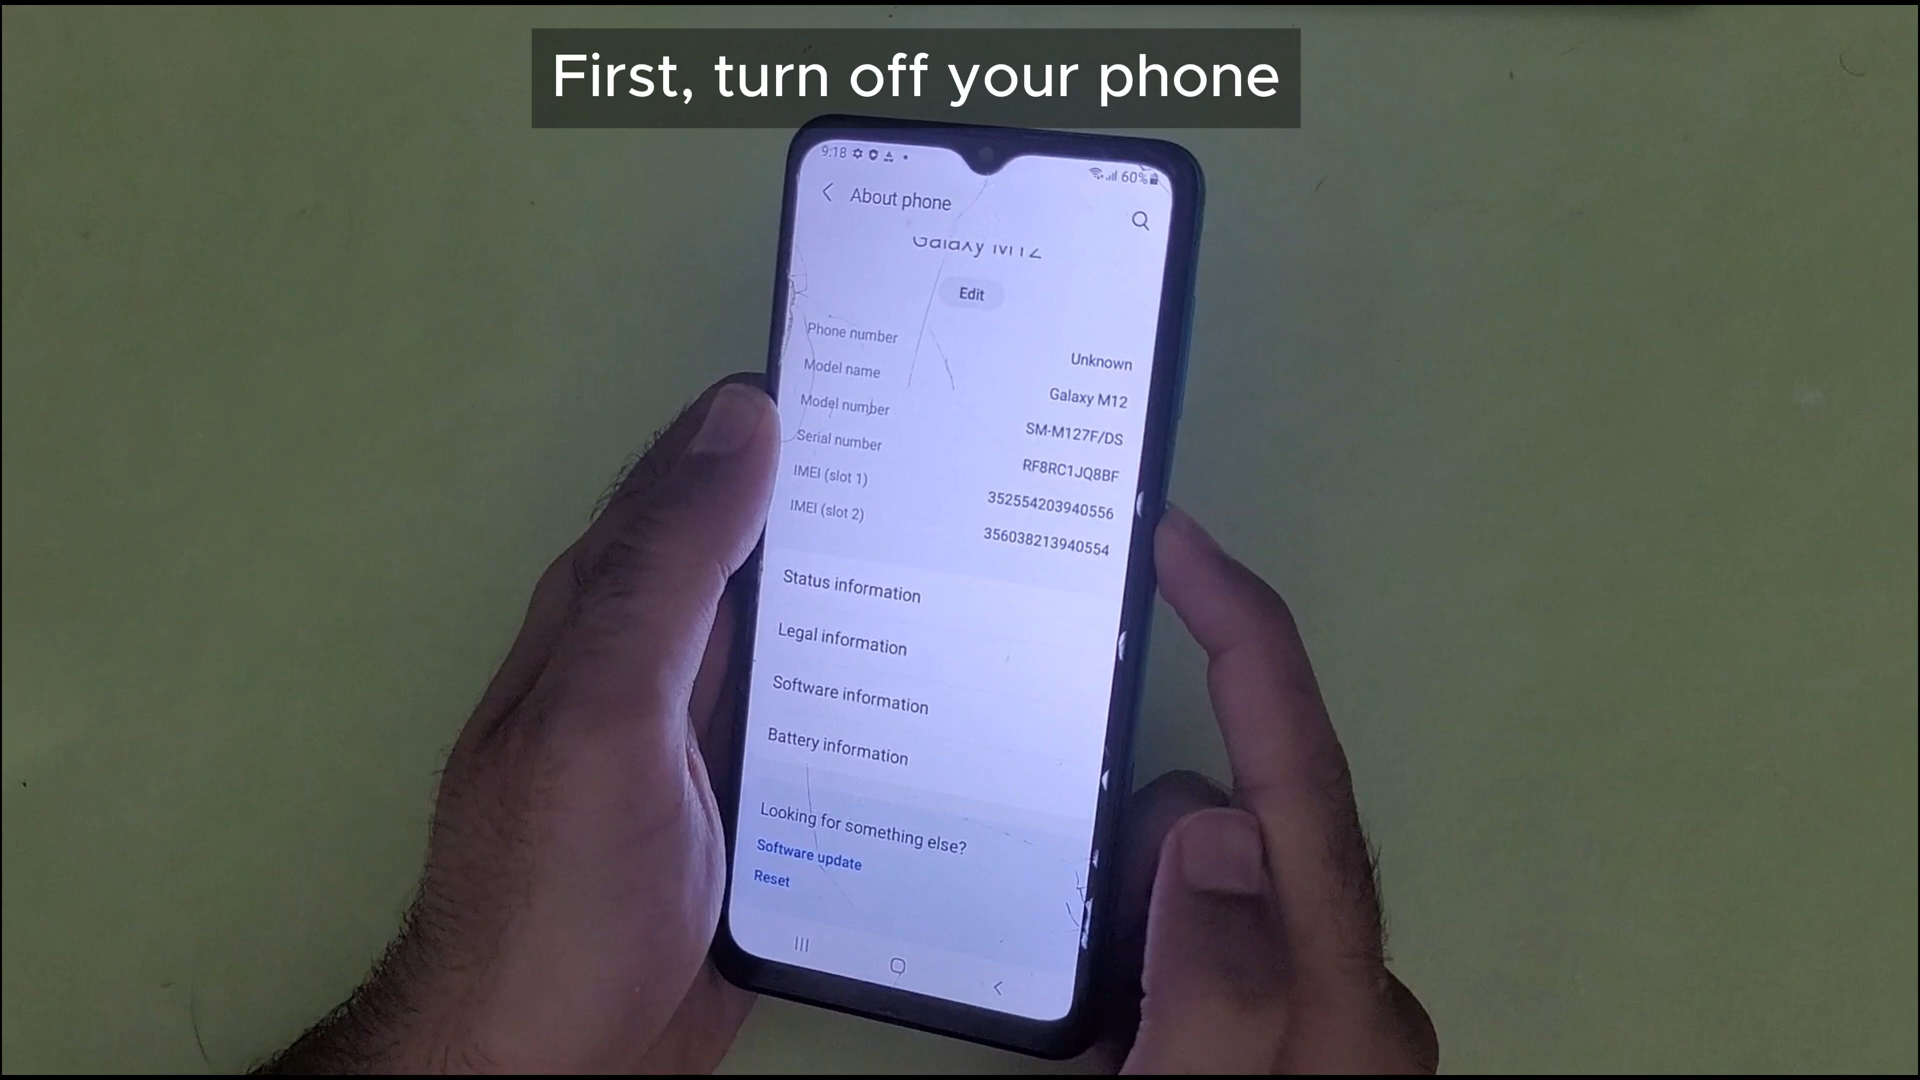 First, turn off your phone
9:18
60%
About phone
Galaxy M12
Edit
Phone number Unknown
Model name Galaxy M12
Model number SM-M127F/DS
Serial number RF8RC1JQ8BF
IMEI (slot 1) 352554203940556
IMEI (slot 2) 356038213940554
Status information
Legal information
Software information
Battery information
Looking for something else?
Software update
Reset